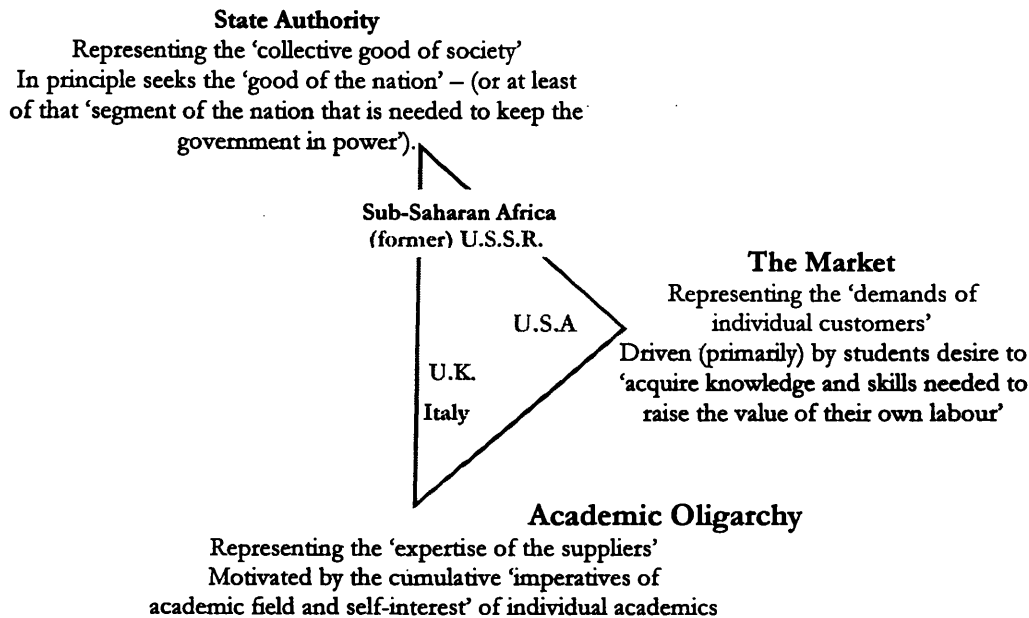 State Authority
Representing the ‘collective good of society’
In principle seeks the ‘good of the nation’ – (or at least
of that ‘segment of the nation that is needed to keep the
government in power’).
Sub-Saharan Africa
(former) U.S.S.R.
The Market
Representing the ‘demands of
individual customers’
Driven (primarily) by students desire to
‘acquire knowledge and skills needed to
raise the value of their own labour’
U.S.A
U.K.
Italy
Academic Oligarchy
Representing the ‘expertise of the suppliers’
Motivated by the cumulative ‘imperatives of
academic field and self-interest’ of individual academics